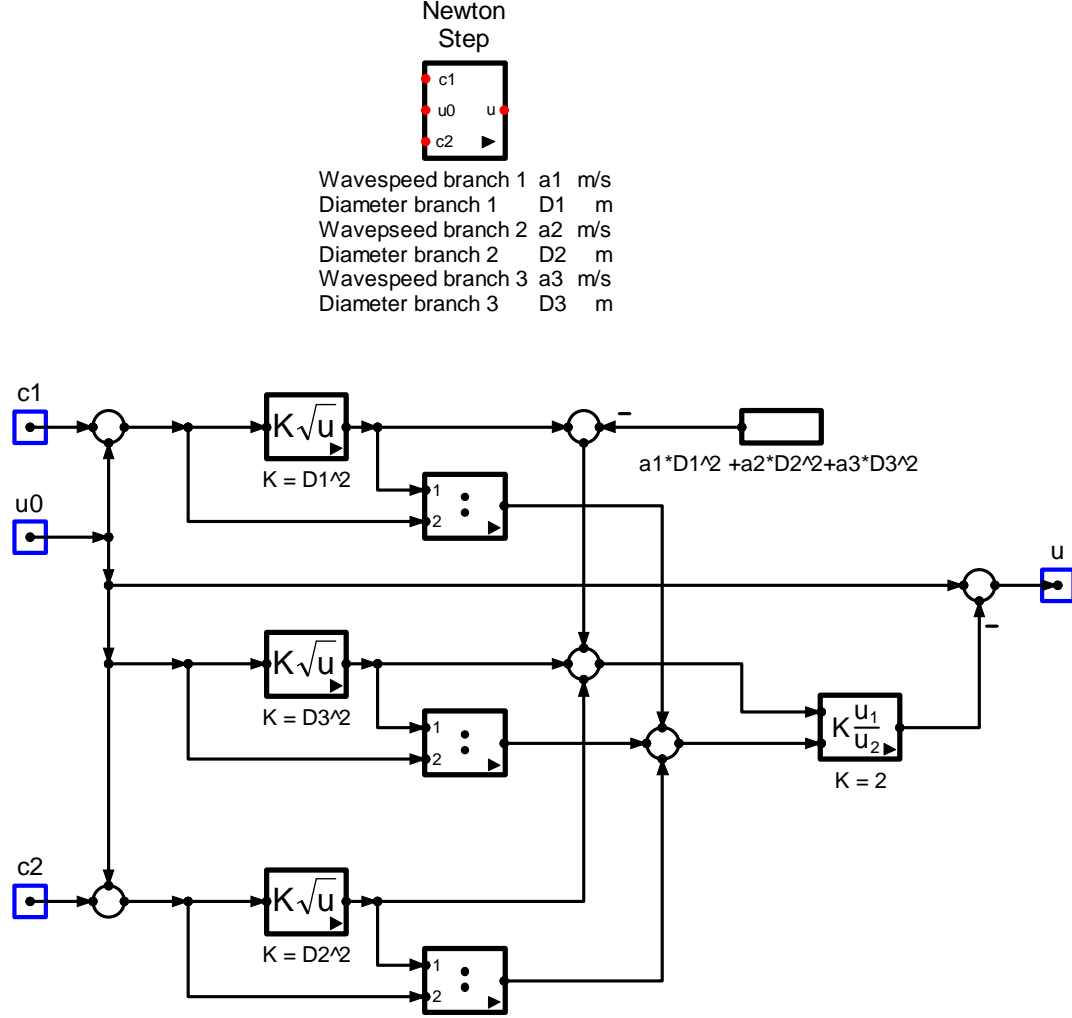 Newton
Step
c1
u0 u
c2
Wavespeed branch 1 a1 m/s
Diameter branch 1 D1 m
Wavepseed branch 2 a2 m/s
Diameter branch 2 D2 m
Wavespeed branch 3 a3 m/s
Diameter branch 3 D3 m
c1
K√u
–
K = D1^2
a1*D1^2 +a2*D2^2+a3*D3^2
1
2
:
u0
u
–
K√u
K = D3^2
1
2
:
K u1/u2
K = 2
c2
K√u
K = D2^2
1
2
: